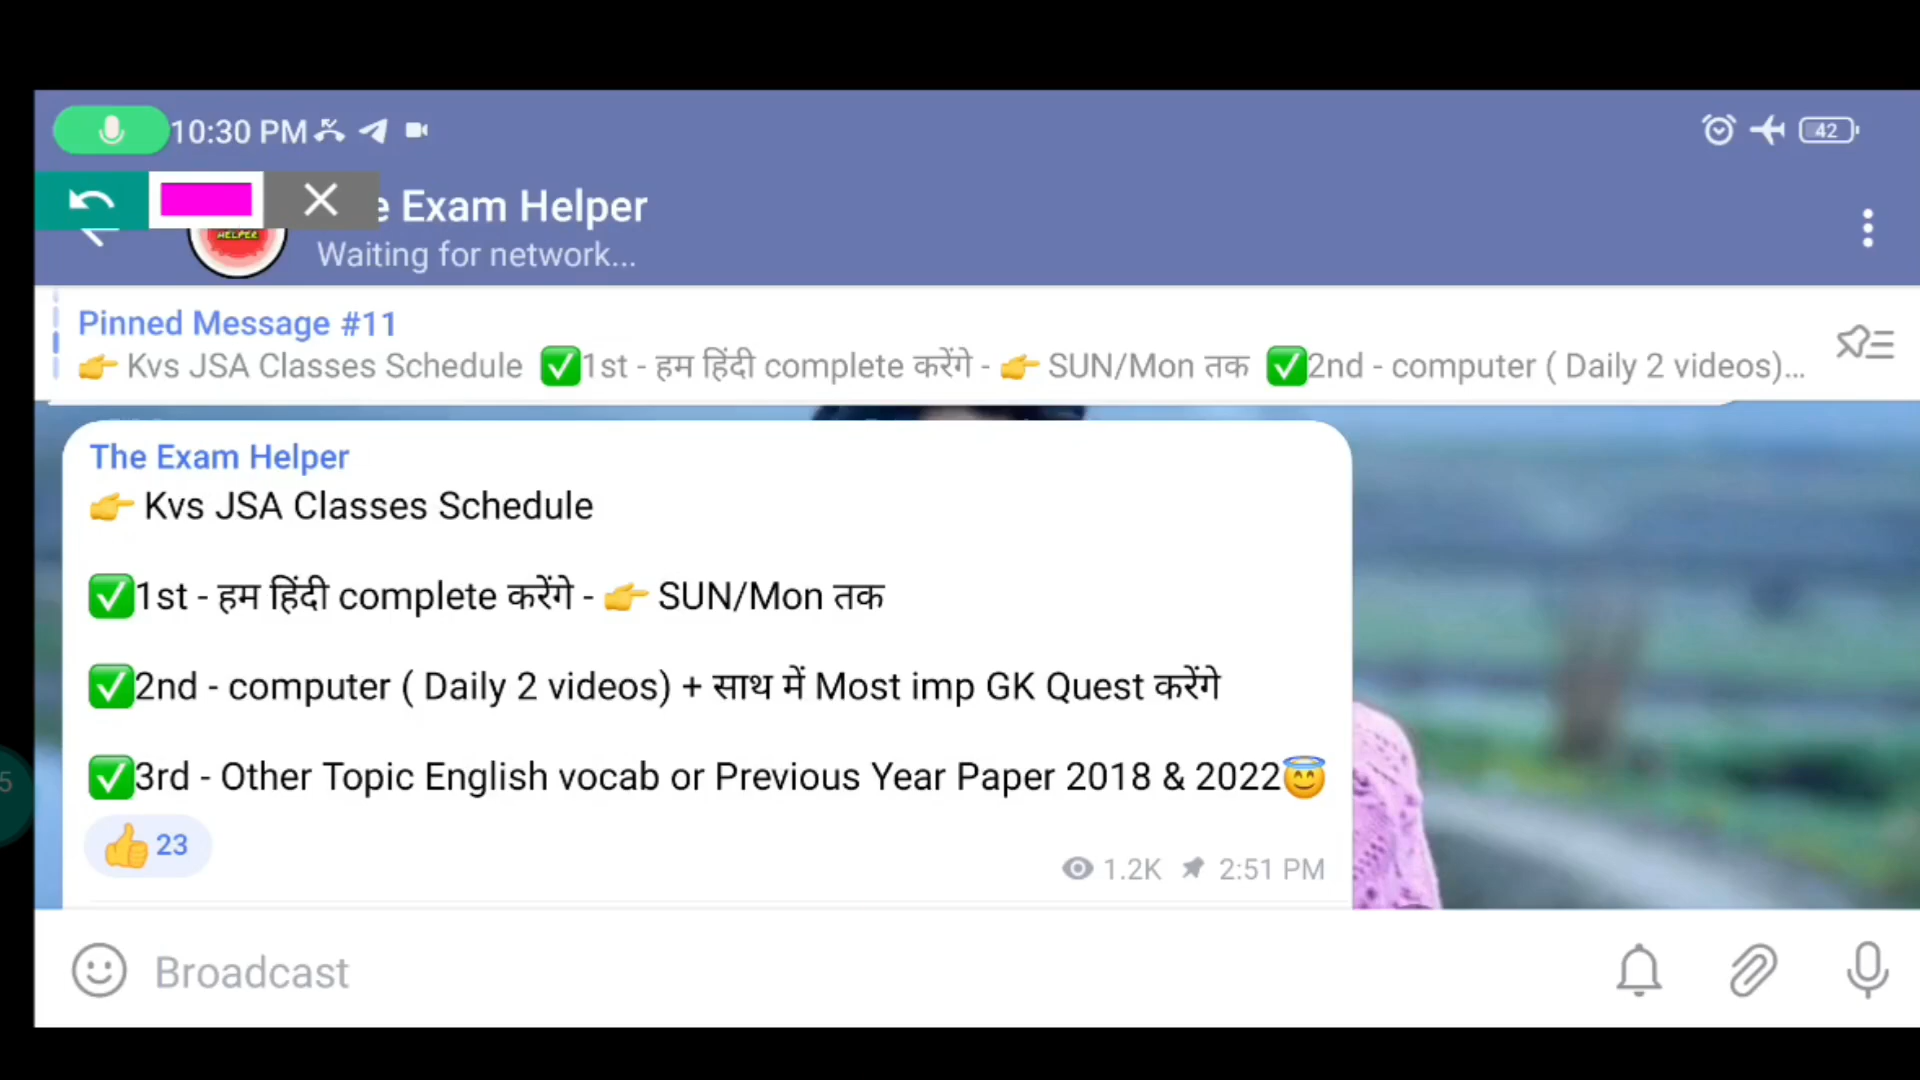 10:30 PM
42
e Exam Helper
HELPER
Waiting for network...
Pinned Message #11
👉 Kvs JSA Classes Schedule ✅1st - हम हिंदी complete करेंगे - 👉 SUN/Mon तक ✅2nd - computer ( Daily 2 videos)...
The Exam Helper
👉 Kvs JSA Classes Schedule
✅1st - हम हिंदी complete करेंगे - 👉 SUN/Mon तक
✅2nd - computer ( Daily 2 videos) + साथ में Most imp GK Quest करेंगे
✅3rd - Other Topic English vocab or Previous Year Paper 2018 & 2022😇
5
👍 23
1.2K 2:51 PM
Broadcast